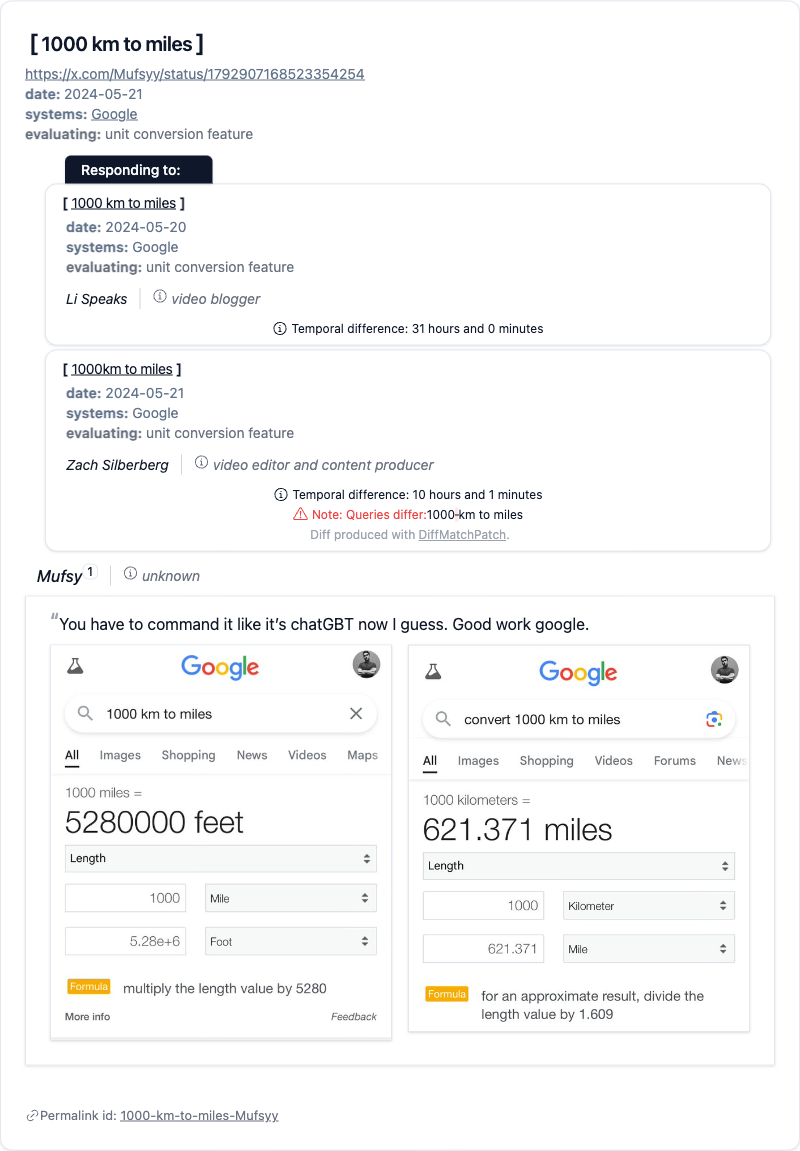 [ 1000 km to miles ]
https://x.com/Mufsyy/status/1792907168523354254
date: 2024-05-21
systems: Google
evaluating: unit conversion feature
Responding to:
[ 1000 km to miles ]
date: 2024-05-20
systems: Google
evaluating: unit conversion feature
Li Speaks
video blogger
Temporal difference: 31 hours and 0 minutes
[ 1000km to miles ]
date: 2024-05-21
systems: Google
evaluating: unit conversion feature
Zach Silberberg
video editor and content producer
Temporal difference: 10 hours and 1 minutes
Note: Queries differ:1000 km to miles
Diff produced with DiffMatchPatch.
Mufsy 1
unknown
“You have to command it like it’s chatGBT now I guess. Good work google.
Google
1000 km to miles
All Images Shopping News Videos Maps
1000 miles =
5280000 feet
Length
1000 Mile
5.28e+6 Foot
Formula multiply the length value by 5280
More info Feedback
Google
convert 1000 km to miles
All Images Shopping Videos Forums News
1000 kilometers =
621.371 miles
Length
1000 Kilometer
621.371 Mile
Formula for an approximate result, divide the
length value by 1.609
Permalink id: 1000-km-to-miles-Mufsyy